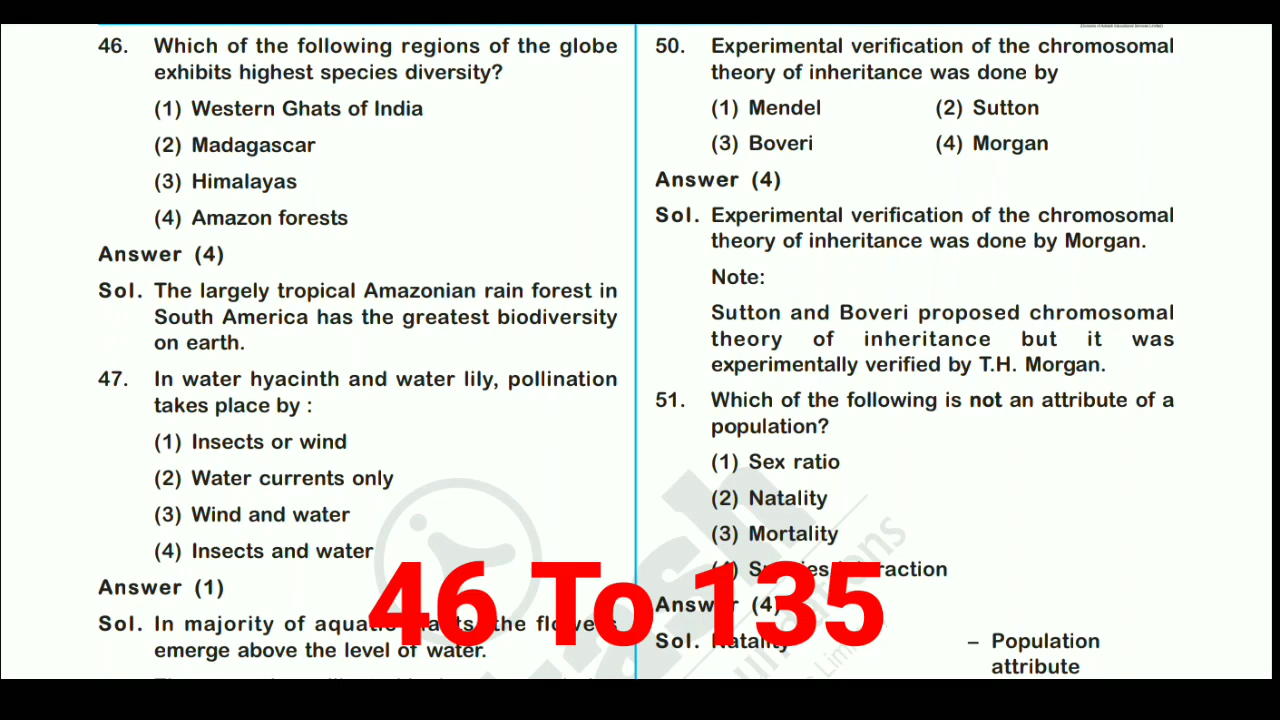 46. Which of the following regions of the globe
exhibits highest species diversity?
(1) Western Ghats of India
(2) Madagascar
(3) Himalayas
(4) Amazon forests
Answer (4)
Sol. The largely tropical Amazonian rain forest in
South America has the greatest biodiversity
on earth.
47. In water hyacinth and water lily, pollination
takes place by :
(1) Insects or wind
(2) Water currents only
(3) Wind and water
(4) Insects and water
Answer (1)
Sol. In majority of aquatic plants, the flowers
emerge above the level of water.
50. Experimental verification of the chromosomal
theory of inheritance was done by
(1) Mendel (2) Sutton
(3) Boveri (4) Morgan
Answer (4)
Sol. Experimental verification of the chromosomal
theory of inheritance was done by Morgan.
Note:
Sutton and Boveri proposed chromosomal
theory of inheritance but it was
experimentally verified by T.H. Morgan.
51. Which of the following is not an attribute of a
population?
(1) Sex ratio
(2) Natality
(3) Mortality
(4) Species interaction
Answer (4)
Sol. Natality – Population
attribute
46 To 135